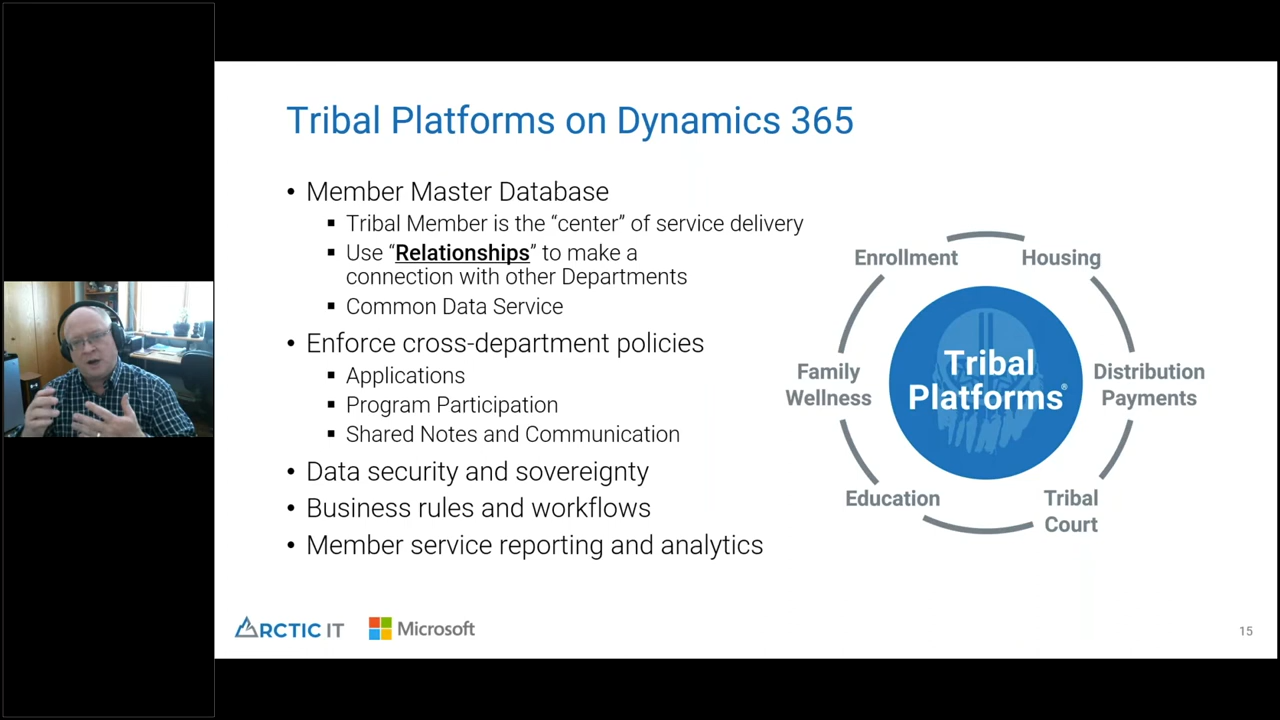 Tribal Platforms on Dynamics 365
• Member Master Database
▪ Tribal Member is the “center” of service delivery
▪ Use “Relationships” to make a
connection with other Departments
▪ Common Data Service
• Enforce cross-department policies
▪ Applications
▪ Program Participation
▪ Shared Notes and Communication
• Data security and sovereignty
• Business rules and workflows
• Member service reporting and analytics
Enrollment
Housing
Family
Wellness
Tribal
Platforms®
Distribution
Payments
Education
Tribal
Court
ARCTIC IT
Microsoft
15